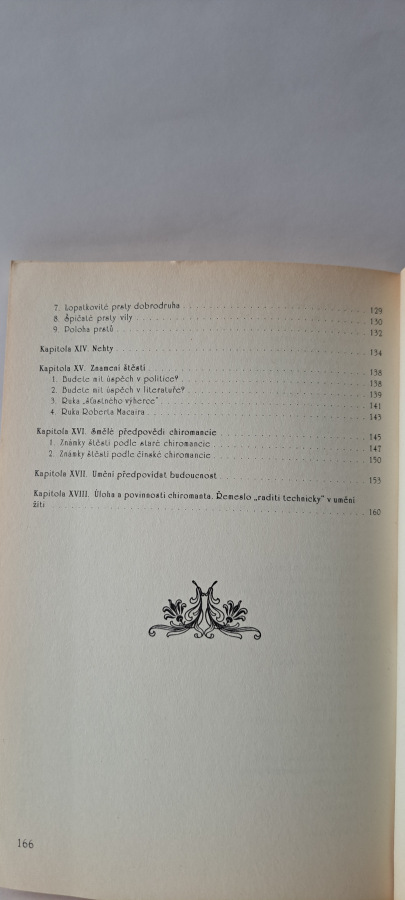 7. Lopatkovité prsty dobrodruha 129
8. Špičaté prsty víly 130
9. Poloha prstů 132
Kapitola XIV. Nehty 134
Kapitola XV. Znamení štěstí 138
1. Budete mít úspěch v politice? 138
2. Budete mít úspěch v literatuře? 139
3. Ruka „šťastného výherce" 141
4. Ruka Roberta Macaira 143
Kapitola XVI. Smělé předpovědi chiromancie 145
1. Známky štěstí podle staré chiromancie 147
2. Známky štěstí podle čínské chiromancie 150
Kapitola XVII. Umění předpovídat budoucnost 153
Kapitola XVIII. Úloha a povinnosti chiromanta. Řemeslo „raditi technicky" v umění
žíti 160
166